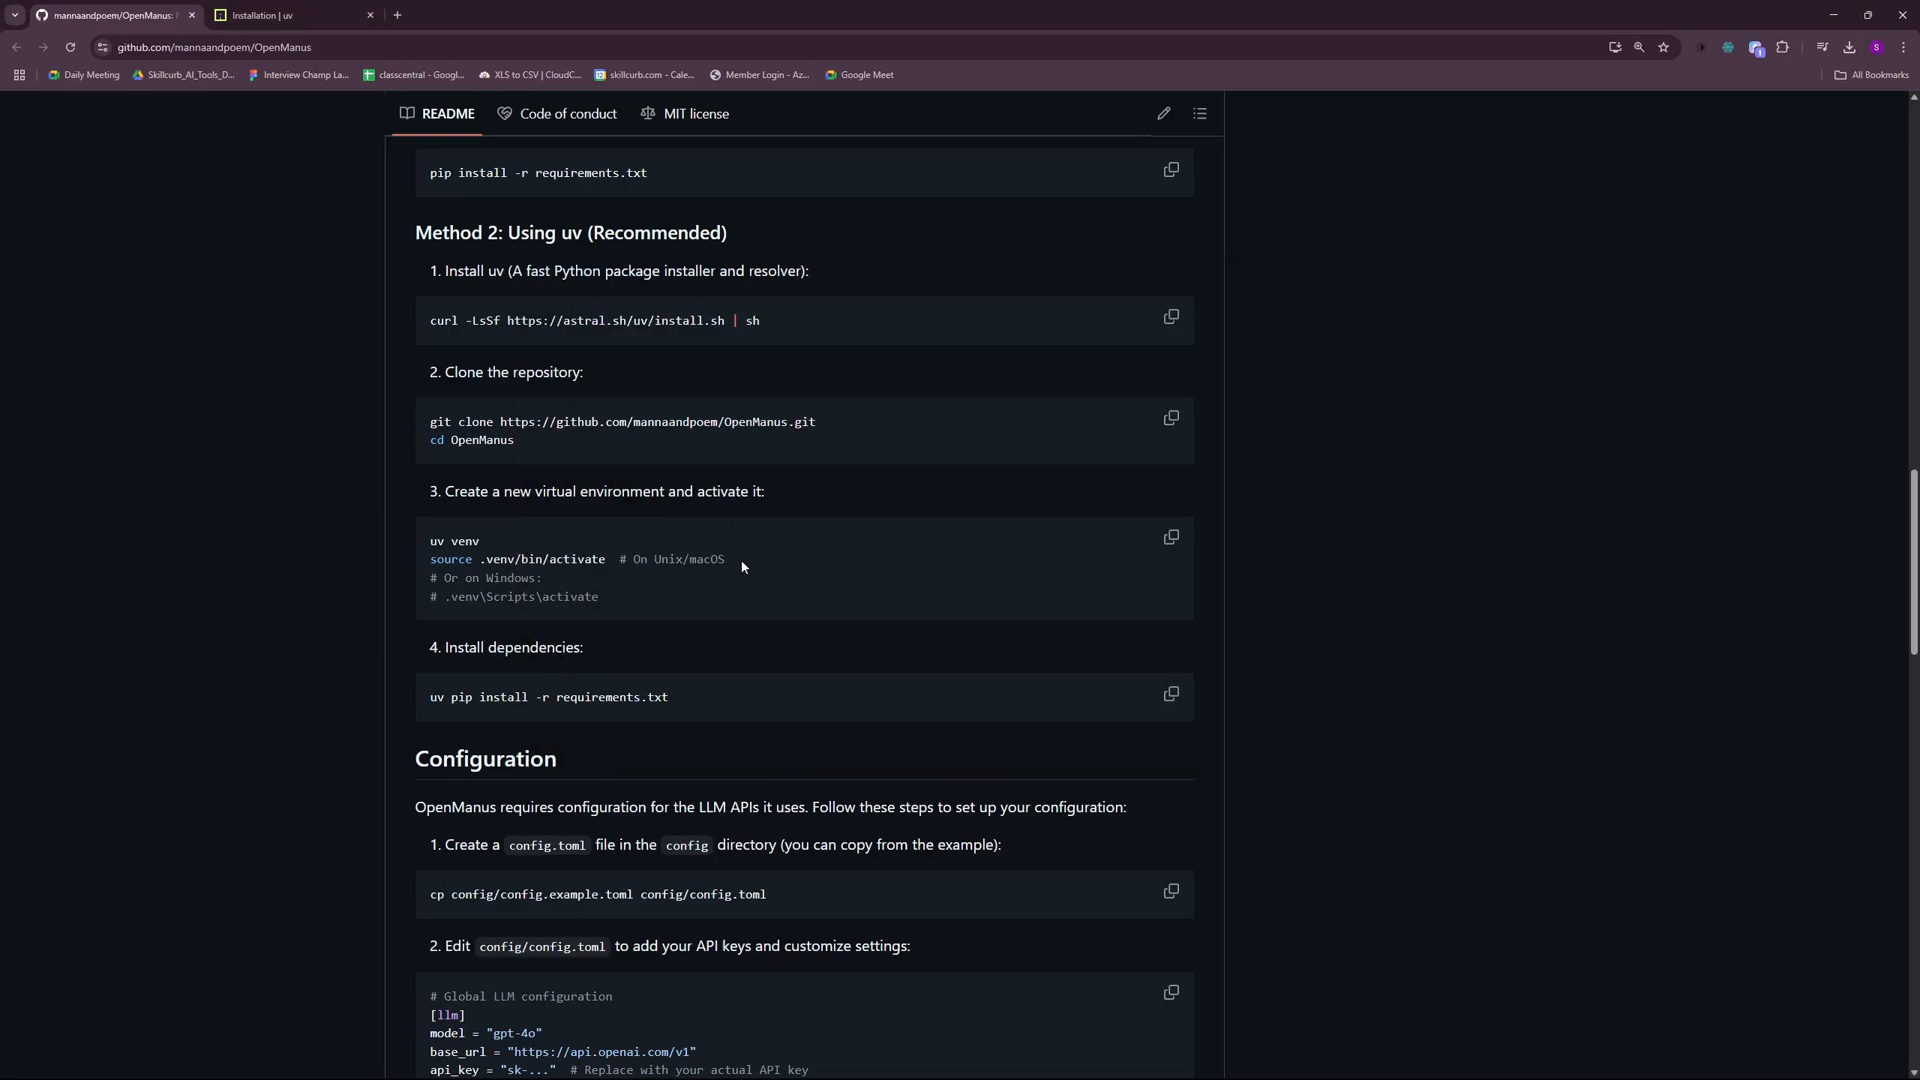 mannaandpoem/OpenManus:
Installation | uv
github.com/mannaandpoem/OpenManus
Daily Meeting
Skillcurb_AI_Tools_D...
Interview Champ La...
classcentral - Googl...
XLS to CSV | CloudC...
skillcurb.com - Cale...
Member Login - Az...
Google Meet
All Bookmarks
README
Code of conduct
MIT license
pip install -r requirements.txt
Method 2: Using uv (Recommended)
1. Install uv (A fast Python package installer and resolver):
curl -LsSf https://astral.sh/uv/install.sh | sh
2. Clone the repository:
git clone https://github.com/mannaandpoem/OpenManus.git
cd OpenManus
3. Create a new virtual environment and activate it:
uv venv
source .venv/bin/activate  # On Unix/macOS
# Or on Windows:
# .venv\Scripts\activate
4. Install dependencies:
uv pip install -r requirements.txt
Configuration
OpenManus requires configuration for the LLM APIs it uses. Follow these steps to set up your configuration:
1. Create a config.toml file in the config directory (you can copy from the example):
cp config/config.example.toml config/config.toml
2. Edit config/config.toml to add your API keys and customize settings:
# Global LLM configuration
[llm]
model = "gpt-4o"
base_url = "https://api.openai.com/v1"
api_key = "sk-..."  # Replace with your actual API key